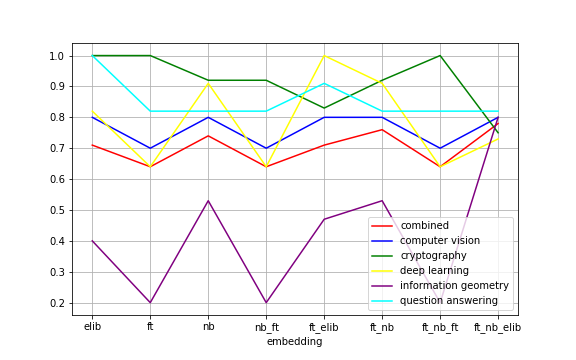 1.0
0.9
0.8
0.7
0.6
0.5
0.4
0.3
0.2
combined
computer vision
cryptography
deep learning
information geometry
question answering
elib ft nb nb_ft ft_elib ft_nb ft_nb_ft ft_nb_elib
embedding